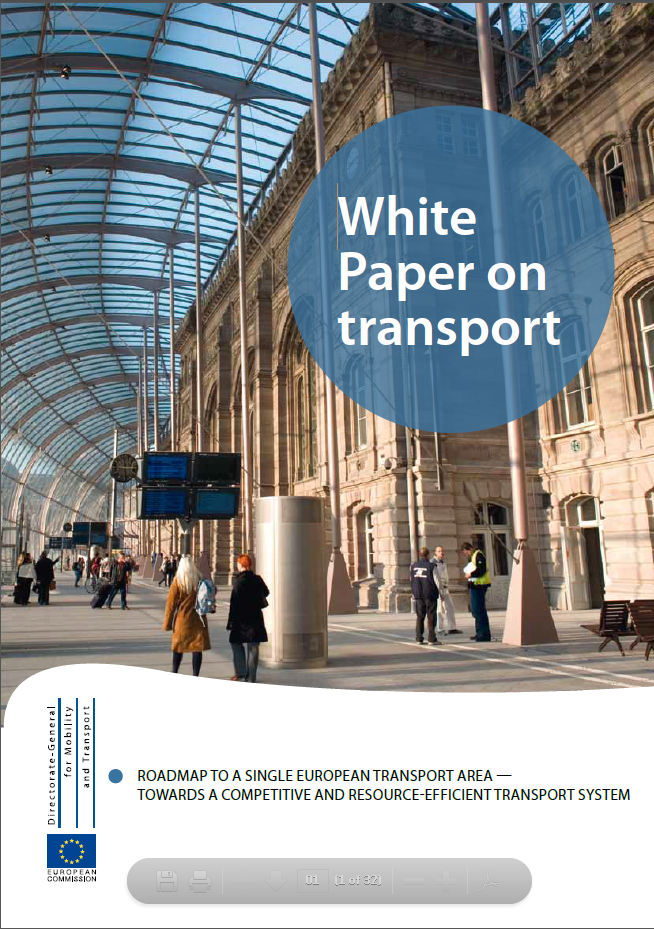 White
Paper on
transport
Directorate-General
for Mobility
and Transport
ROADMAP TO A SINGLE EUROPEAN TRANSPORT AREA —
TOWARDS A COMPETITIVE AND RESOURCE-EFFICIENT TRANSPORT SYSTEM
EUROPEAN
COMMISSION
01 (1 of 32)